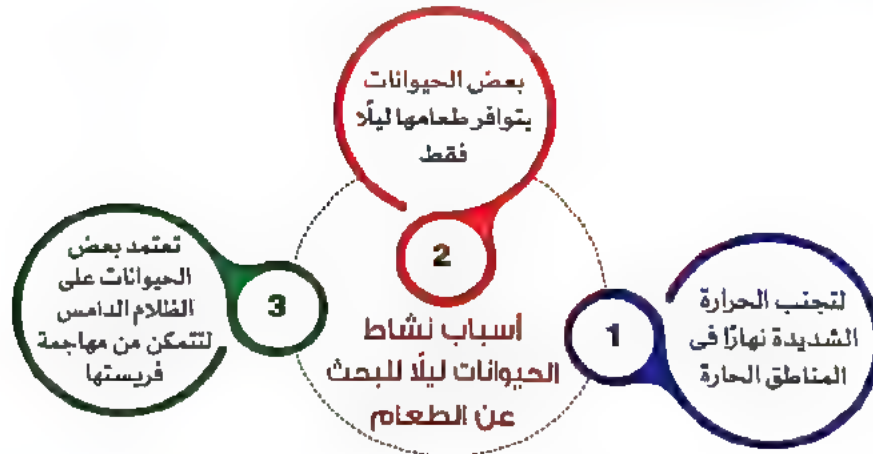 أسباب نشاط
الحيوانات ليلًا للبحث
عن الطعام
1
لتجنب الحرارة
الشديدة نهارًا فى
المناطق الحارة
2
بعض الحيوانات
يتوافر طعامها ليلًا
فقط
3
تعتمد بعض
الحيوانات على
الظلام الدامس
لتتمكن من مهاجمة
فريستها